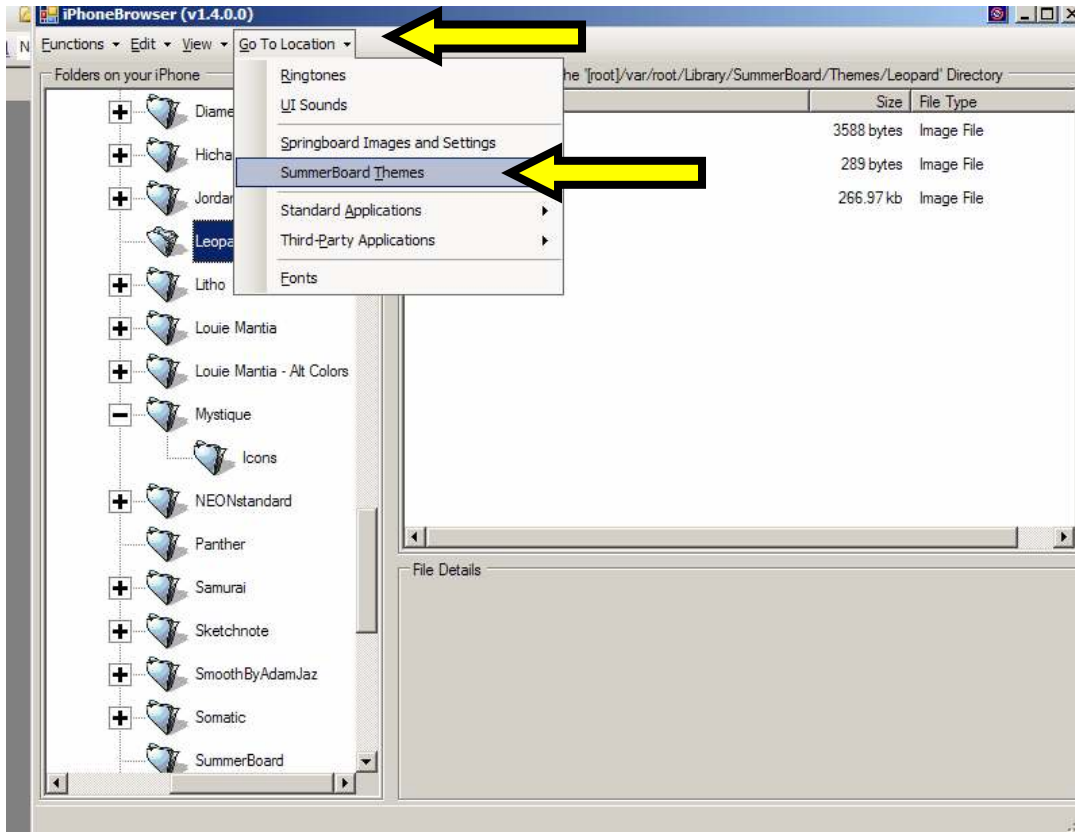 iPhoneBrowser (v1.4.0.0)
N Functions Edit View Go To Location
Folders on your iPhone
he '[root]/var/root/Library/SummerBoard/Themes/Leopard' Directory
Ringtones
UI Sounds
Springboard Images and Settings
SummerBoard Themes
Standard Applications
Third-Party Applications
Fonts
Size File Type
3588 bytes Image File
289 bytes Image File
266.97 kb Image File
Diame
Hicha
Jordar
Leopa
Litho
Louie Mantia
Louie Mantia - Alt Colors
Mystique
Icons
NEONstandard
Panther
Samurai
Sketchnote
SmoothByAdamJaz
Somatic
SummerBoard
File Details